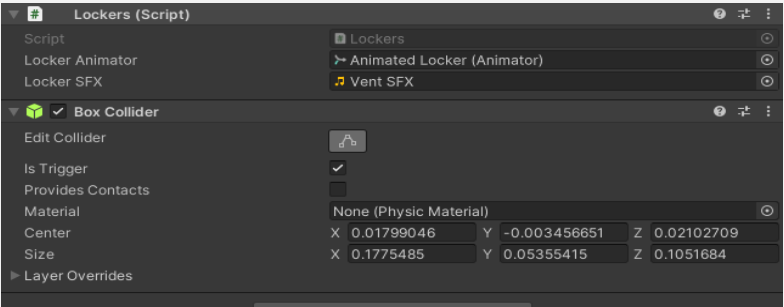 # Lockers (Script)
Script Lockers
Locker Animator Animated Locker (Animator)
Locker SFX Vent SFX
Box Collider
Edit Collider
Is Trigger
Provides Contacts
Material None (Physic Material)
Center X 0.01799046 Y -0.003456651 Z 0.02102709
Size X 0.1775485 Y 0.05355415 Z 0.1051684
Layer Overrides